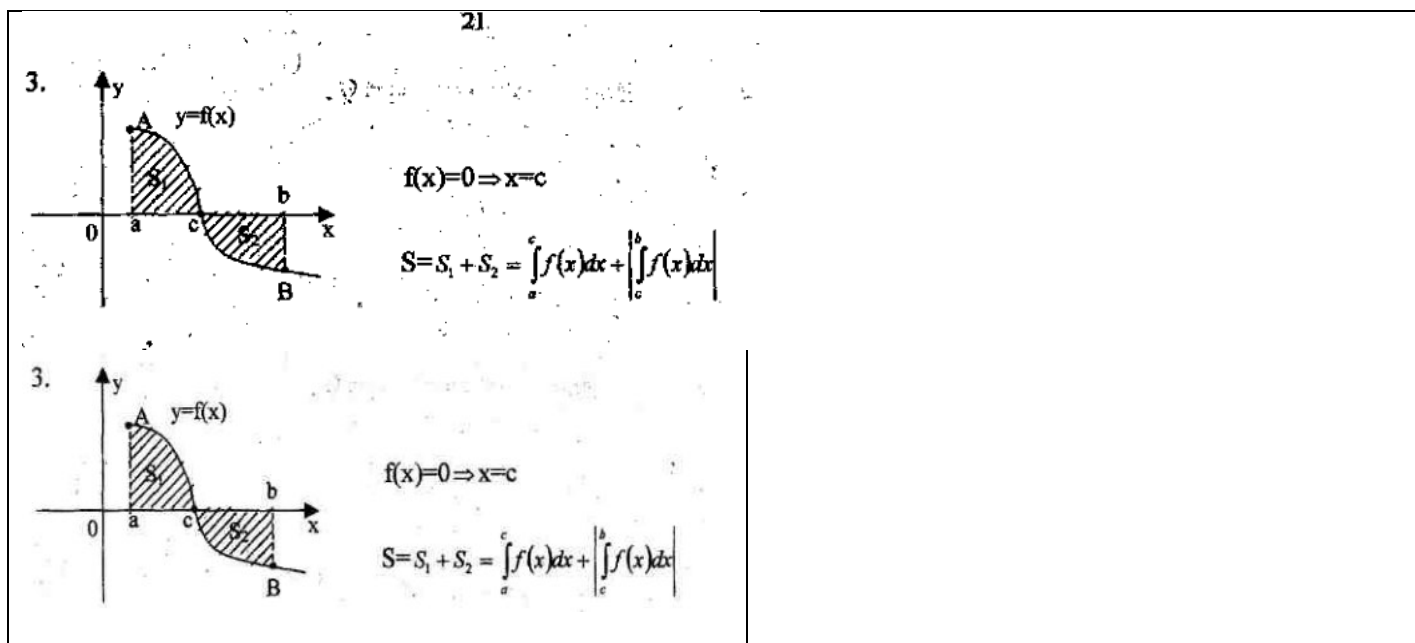 21
3.
y
A y=f(x)
S₁
f(x)=0⇒x=c
b
0 a c S₂ x
S=S₁+S₂=∫ₐᶜf(x)dx+|∫꜀ᵇf(x)dx|
B
3.
y
A y=f(x)
S₁
f(x)=0⇒x=c
b
0 a c S₂ x
S=S₁+S₂=∫ₐᶜf(x)dx+|∫꜀ᵇf(x)dx|
B